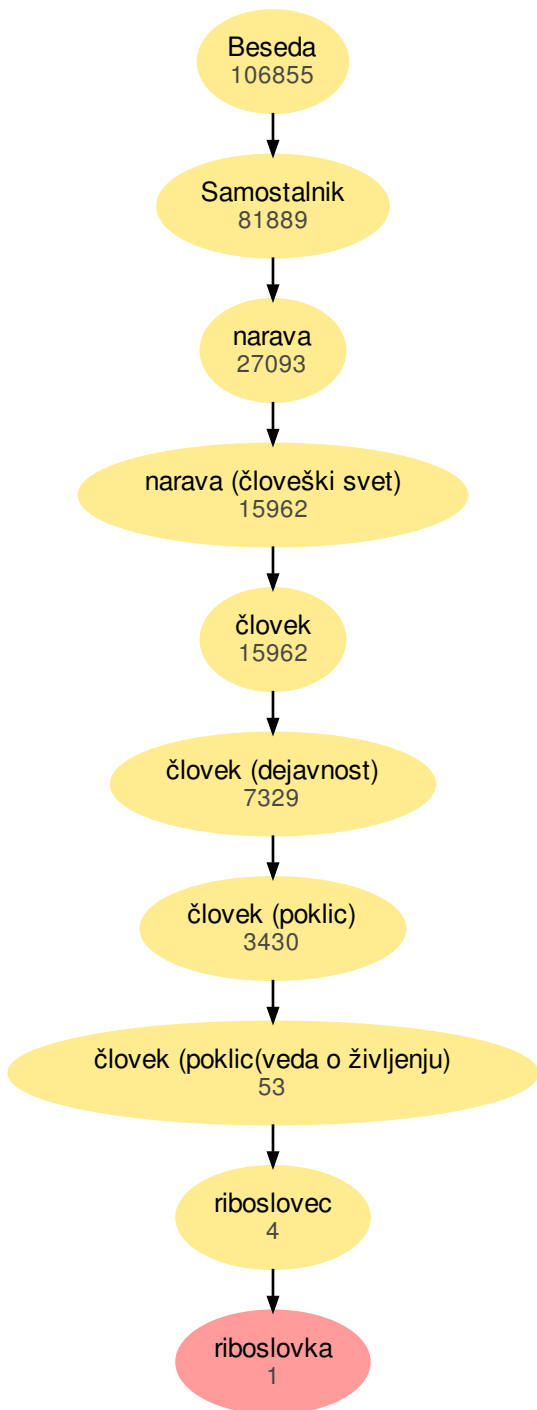 Beseda
106855
Samostalnik
81889
narava
27093
narava (človeški svet)
15962
človek
15962
človek (dejavnost)
7329
človek (poklic)
3430
človek (poklic(veda o življenju)
53
riboslovec
4
riboslovka
1